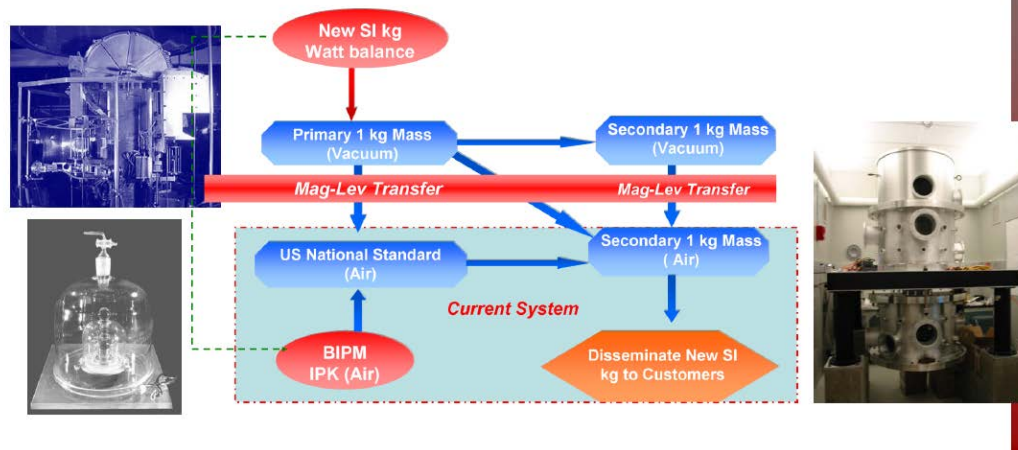 New SI kg
Watt balance
Primary 1 kg Mass
(Vacuum)
Secondary 1 kg Mass
(Vacuum)
Mag-Lev Transfer
Mag-Lev Transfer
US National Standard
(Air)
Secondary 1 kg Mass
( Air)
Current System
BIPM
IPK (Air)
Disseminate New SI
kg to Customers